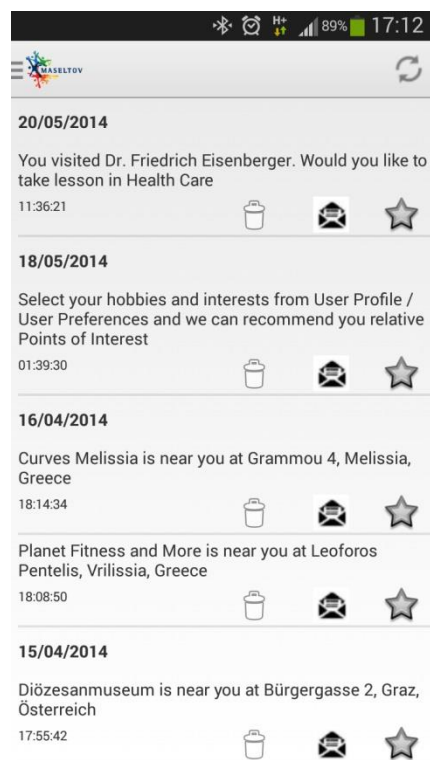 H+ 89% 17:12
MASELTOV
20/05/2014
You visited Dr. Friedrich Eisenberger. Would you like to
take lesson in Health Care
11:36:21
18/05/2014
Select your hobbies and interests from User Profile /
User Preferences and we can recommend you relative
Points of Interest
01:39:30
16/04/2014
Curves Melissia is near you at Grammou 4, Melissia,
Greece
18:14:34
Planet Fitness and More is near you at Leoforos
Pentelis, Vrilissia, Greece
18:08:50
15/04/2014
Diözesanmuseum is near you at Bürgergasse 2, Graz,
Österreich
17:55:42